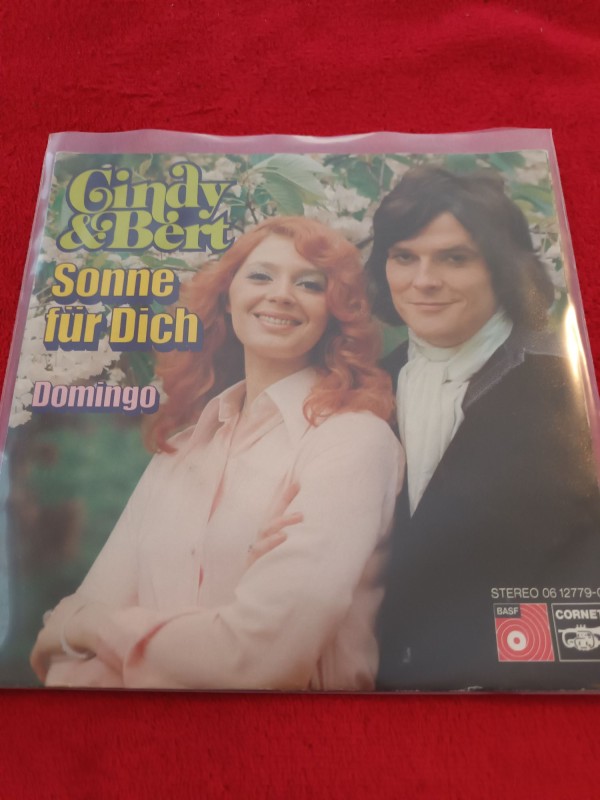 Cindy
& Bert
Sonne
für Dich
Domingo
STEREO 06 12779-
BASF
CORNET